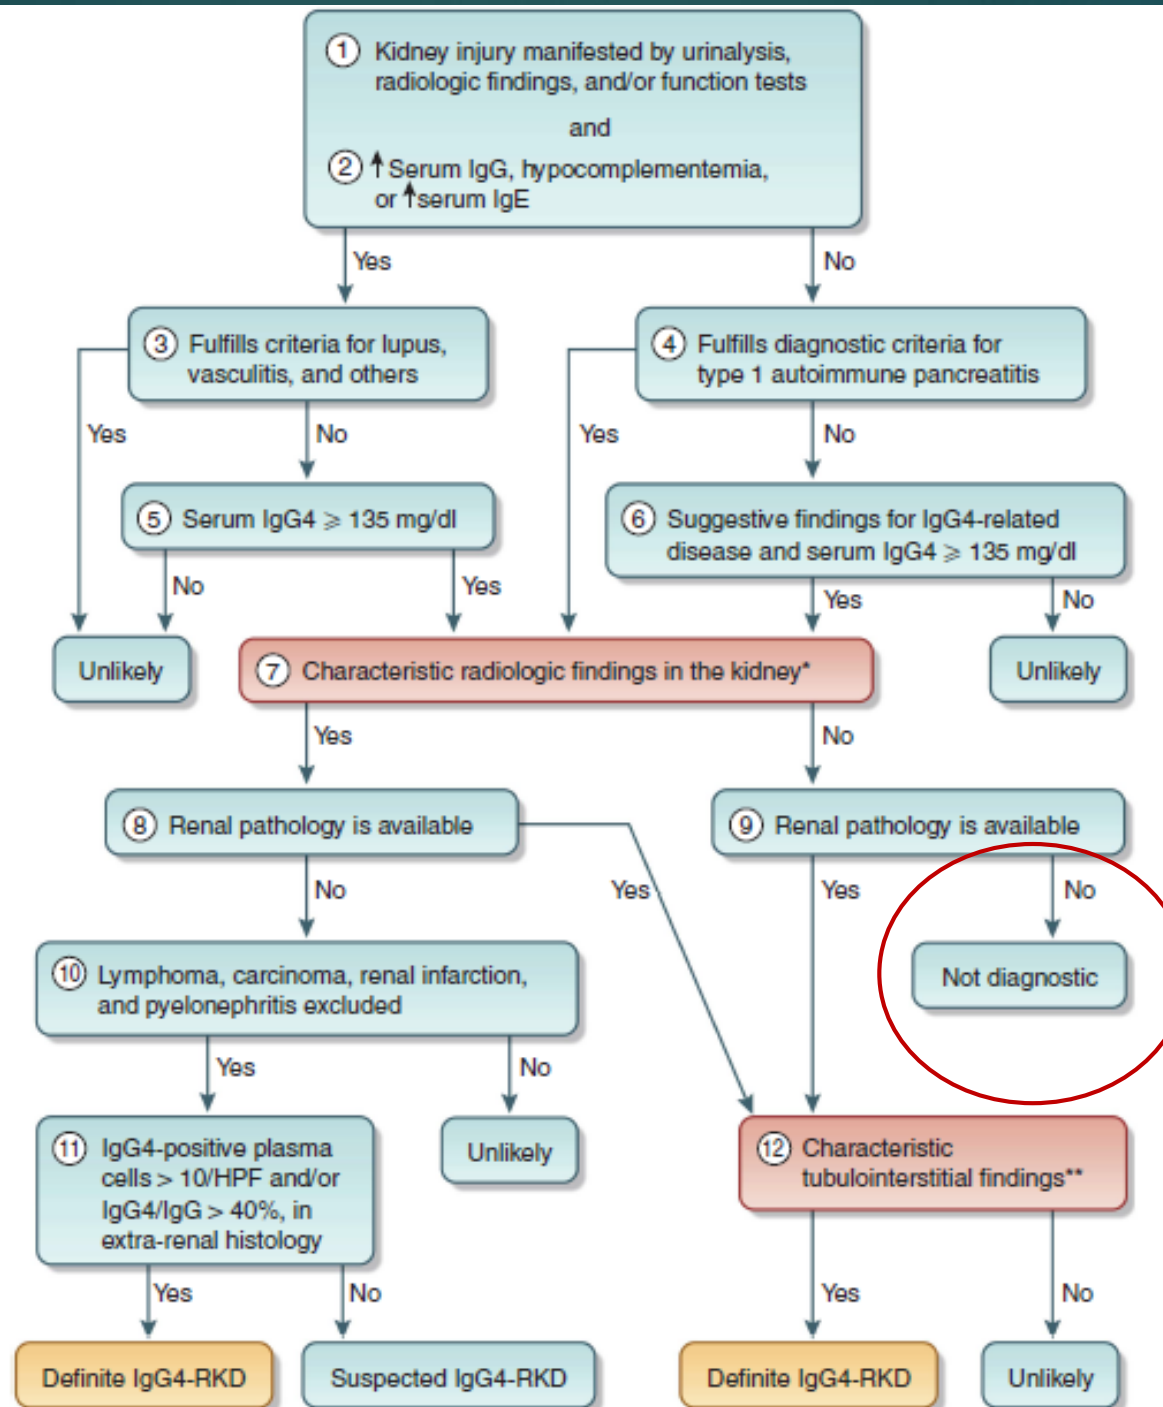 ① Kidney injury manifested by urinalysis,
radiologic findings, and/or function tests
and
② ↑ Serum IgG, hypocomplementemia,
or ↑serum IgE
Yes
No
③ Fulfills criteria for lupus,
vasculitis, and others
④ Fulfills diagnostic criteria for
type 1 autoimmune pancreatitis
Yes
No
Yes
No
⑤ Serum IgG4 ⩾ 135 mg/dl
⑥ Suggestive findings for IgG4-related
disease and serum IgG4 ⩾ 135 mg/dl
No
Yes
Yes
No
Unlikely
⑦ Characteristic radiologic findings in the kidney*
Unlikely
Yes
No
⑧ Renal pathology is available
⑨ Renal pathology is available
No
Yes
Yes
No
⑩ Lymphoma, carcinoma, renal infarction,
and pyelonephritis excluded
Not diagnostic
Yes
No
⑪ IgG4-positive plasma
cells > 10/HPF and/or
IgG4/IgG > 40%, in
extra-renal histology
Unlikely
⑫ Characteristic
tubulointerstitial findings**
Yes
No
Yes
No
Definite IgG4-RKD
Suspected IgG4-RKD
Definite IgG4-RKD
Unlikely